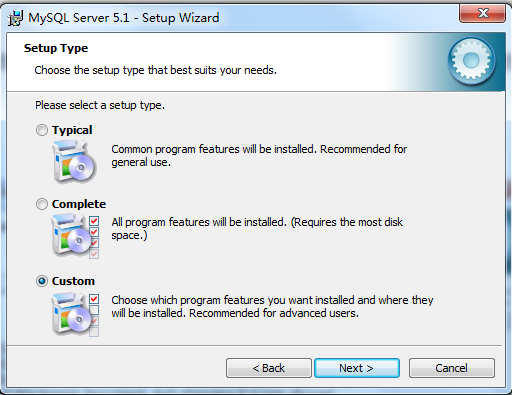 MySQL Server 5.1 - Setup Wizard
Setup Type
Choose the setup type that best suits your needs.
Please select a setup type.
Typical
Common program features will be installed. Recommended for
general use.
Complete
All program features will be installed. (Requires the most disk
space.)
Custom
Choose which program features you want installed and where they
will be installed. Recommended for advanced users.
< Back
Next >
Cancel